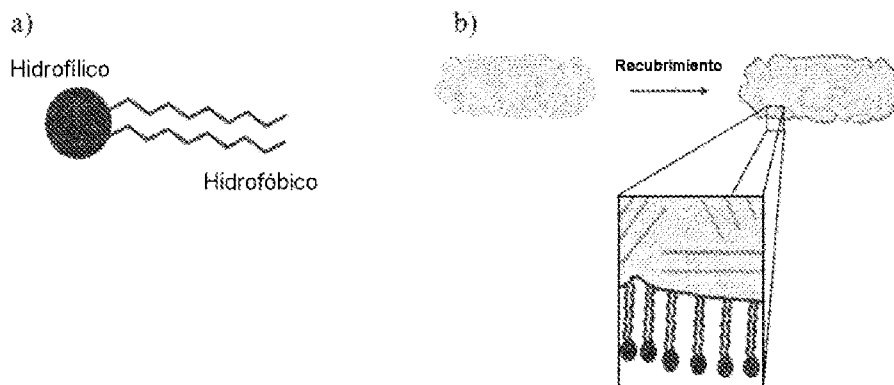 a)
Hidrofílico
Hidrofóbico
b)
Recubrimiento